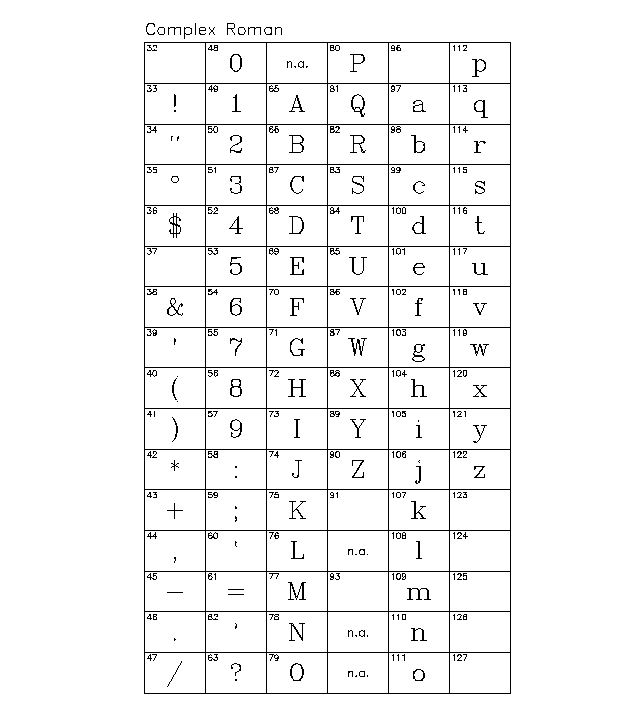 Complex Roman
32 48 0 n.a. 80 P 96 112 p
33 ! 49 1 65 A 81 Q 97 a 113 q
34 " 50 2 66 B 82 R 98 b 114 r
35 ° 51 3 67 C 83 S 99 c 115 s
36 $ 52 4 68 D 84 T 100 d 116 t
37 53 5 69 E 85 U 101 e 117 u
38 & 54 6 70 F 86 V 102 f 118 v
39 ' 55 7 71 G 87 W 103 g 119 w
40 ( 56 8 72 H 88 X 104 h 120 x
41 ) 57 9 73 I 89 Y 105 i 121 y
42 * 58 : 74 J 90 Z 106 j 122 z
43 + 59 ; 75 K 91 107 k 123
44 , 60 ‘ 76 L n.a. 108 l 124
45 − 61 = 77 M 93 109 m 125
46 . 62 ’ 78 N n.a. 110 n 126
47 / 63 ? 79 O n.a. 111 o 127